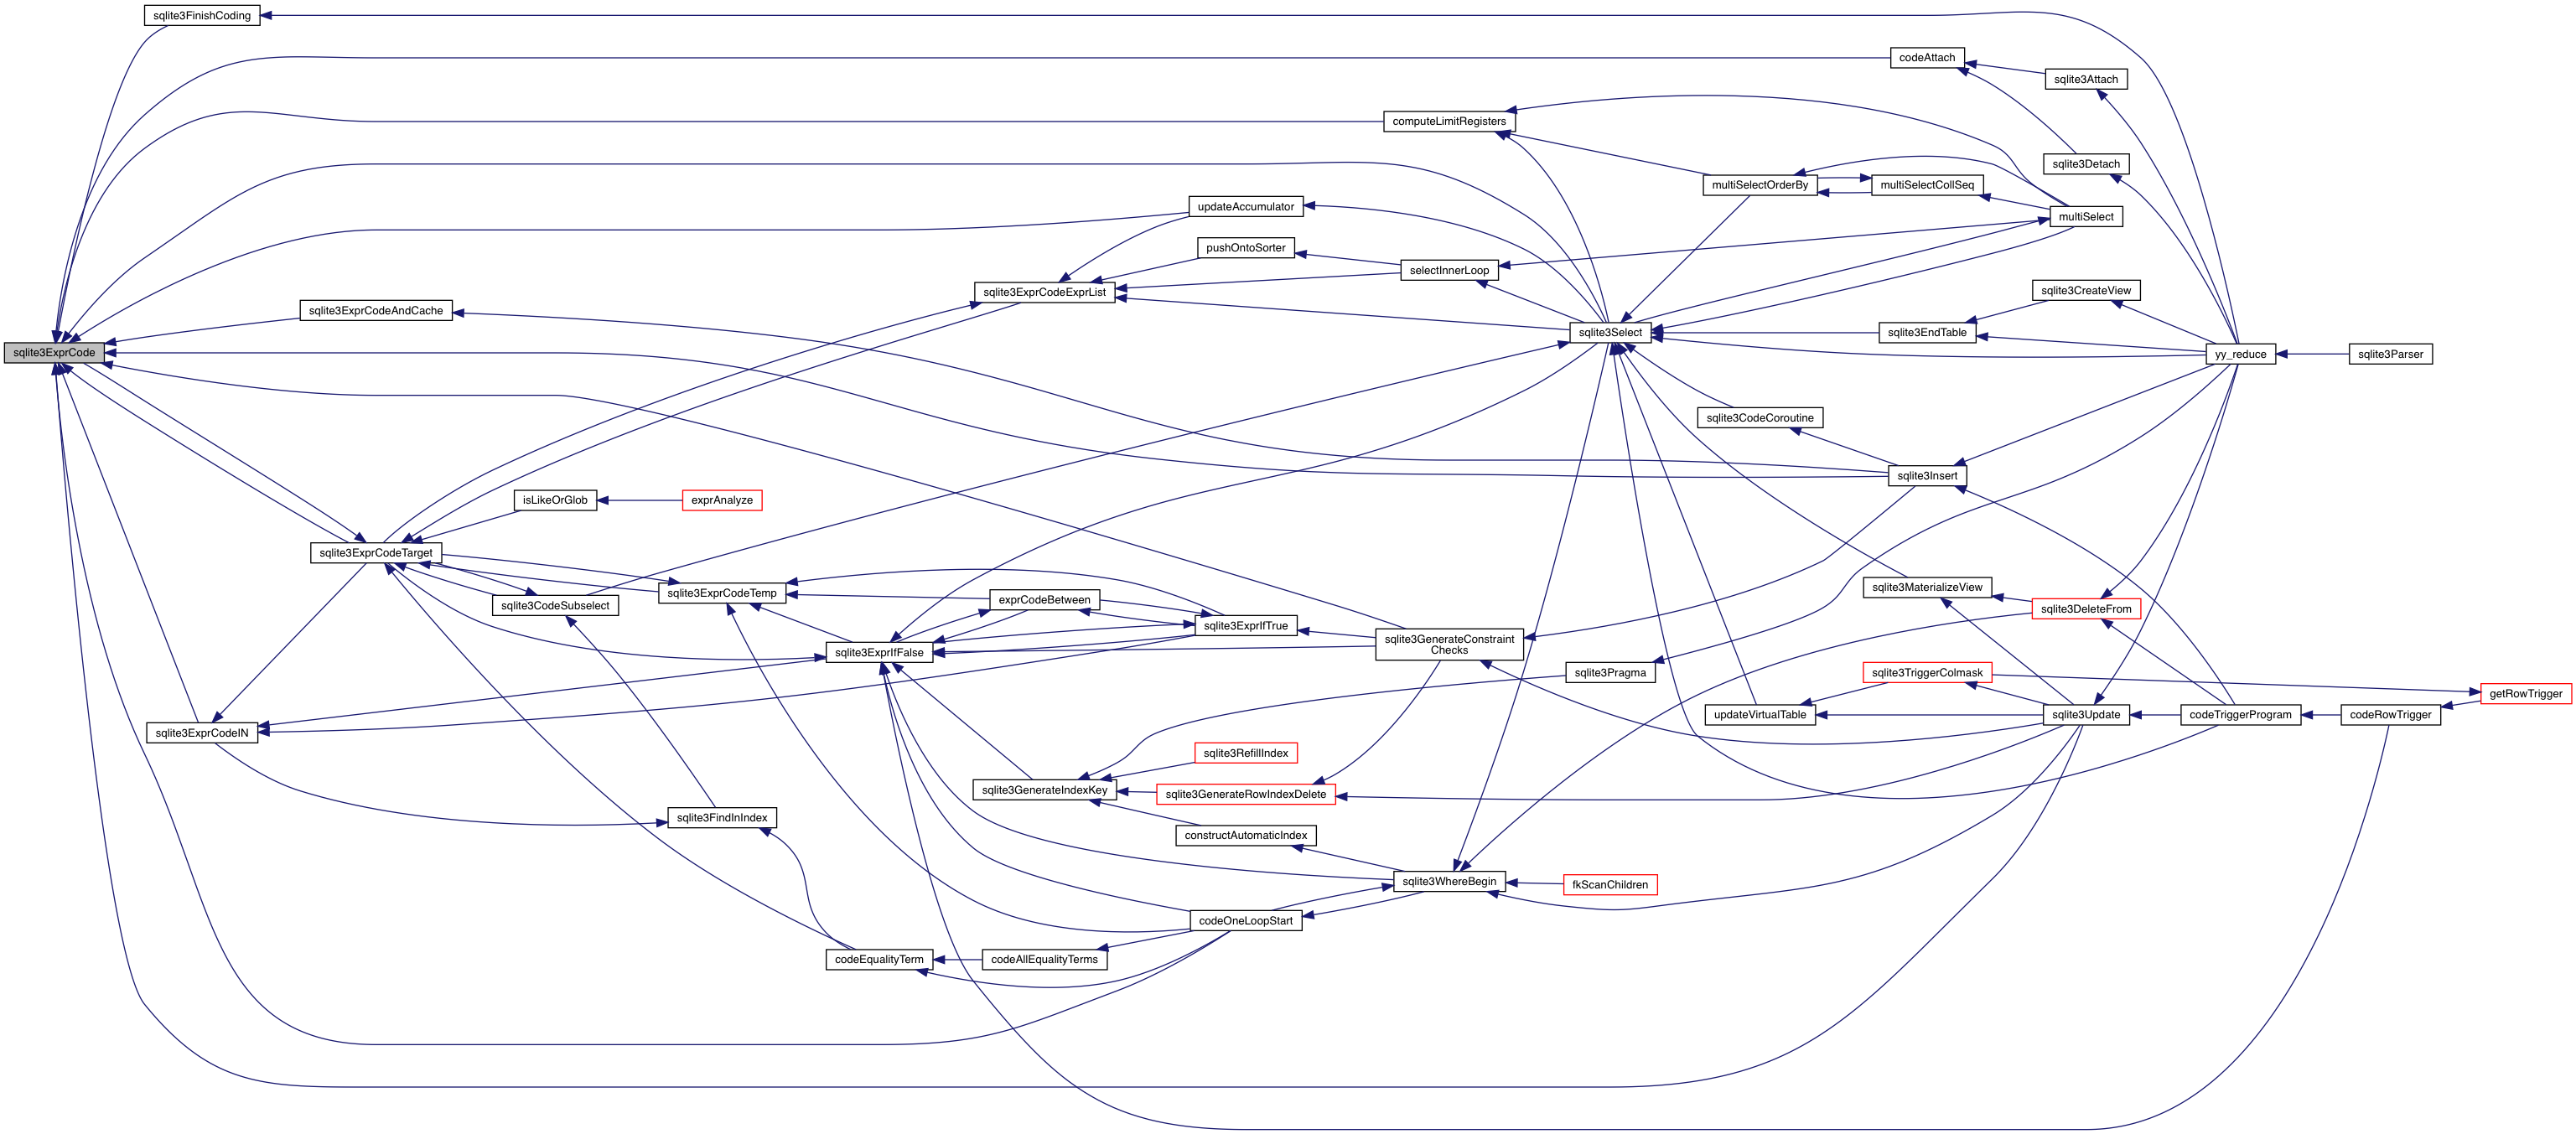 sqlite3FinishCoding
codeAttach
sqlite3Attach
computeLimitRegisters
sqlite3Detach
multiSelectOrderBy
multiSelectCollSeq
updateAccumulator
multiSelect
pushOntoSorter
selectInnerLoop
sqlite3ExprCodeExprList
sqlite3CreateView
sqlite3ExprCodeAndCache
sqlite3Select
sqlite3EndTable
sqlite3ExprCode
yy_reduce
sqlite3Parser
sqlite3CodeCoroutine
sqlite3Insert
isLikeOrGlob
exprAnalyze
sqlite3ExprCodeTarget
sqlite3MaterializeView
sqlite3ExprCodeTemp
exprCodeBetween
sqlite3CodeSubselect
sqlite3DeleteFrom
sqlite3ExprIfTrue
sqlite3GenerateConstraint
Checks
sqlite3ExprIfFalse
sqlite3Pragma
sqlite3TriggerColmask
getRowTrigger
updateVirtualTable
sqlite3Update
codeTriggerProgram
codeRowTrigger
sqlite3ExprCodeIN
sqlite3RefillIndex
sqlite3GenerateIndexKey
sqlite3GenerateRowIndexDelete
sqlite3FindInIndex
constructAutomaticIndex
sqlite3WhereBegin
fkScanChildren
codeOneLoopStart
codeEqualityTerm
codeAllEqualityTerms